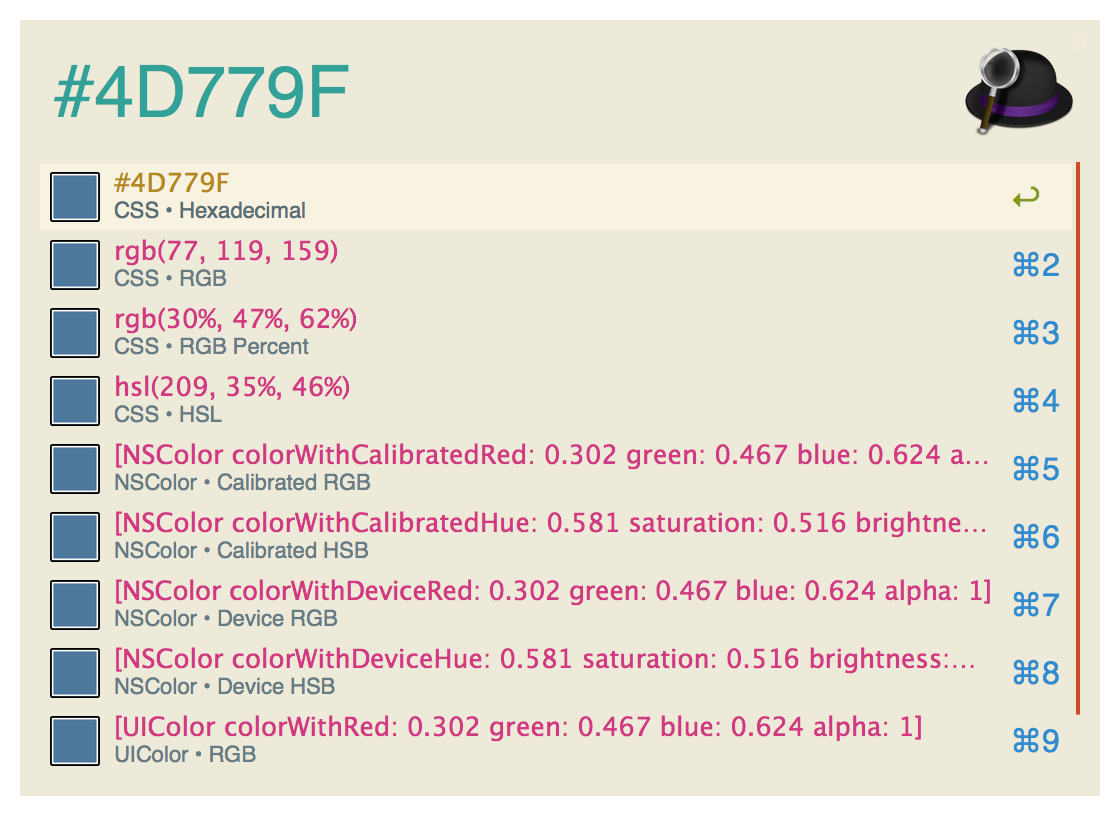 #4D779F
#4D779F
CSS • Hexadecimal
rgb(77, 119, 159)
CSS • RGB
⌘2
rgb(30%, 47%, 62%)
CSS • RGB Percent
⌘3
hsl(209, 35%, 46%)
CSS • HSL
⌘4
[NSColor colorWithCalibratedRed: 0.302 green: 0.467 blue: 0.624 a...
NSColor • Calibrated RGB
⌘5
[NSColor colorWithCalibratedHue: 0.581 saturation: 0.516 brightne...
NSColor • Calibrated HSB
⌘6
[NSColor colorWithDeviceRed: 0.302 green: 0.467 blue: 0.624 alpha: 1]
NSColor • Device RGB
⌘7
[NSColor colorWithDeviceHue: 0.581 saturation: 0.516 brightness:...
NSColor • Device HSB
⌘8
[UIColor colorWithRed: 0.302 green: 0.467 blue: 0.624 alpha: 1]
UIColor • RGB
⌘9